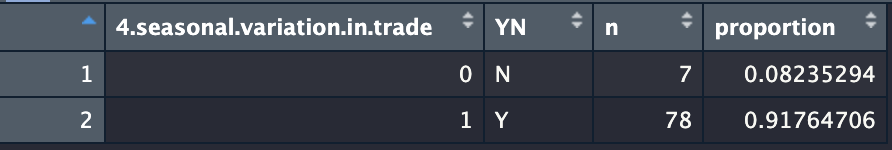 4.seasonal.variation.in.trade YN n proportion
1 0 N 7 0.08235294
2 1 Y 78 0.91764706